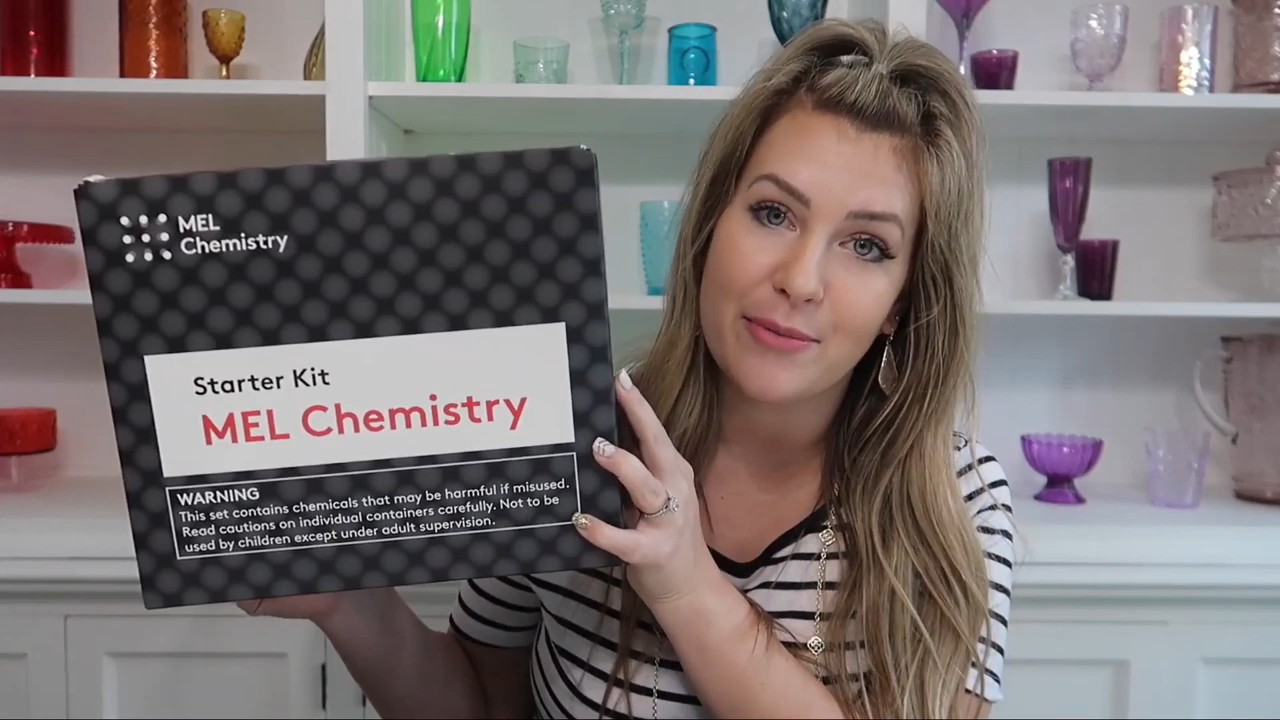 MEL
Chemistry
Starter Kit
MEL Chemistry
WARNING
This set contains chemicals that may be harmful if misused.
Read cautions on individual containers carefully. Not to be
used by children except under adult supervision.